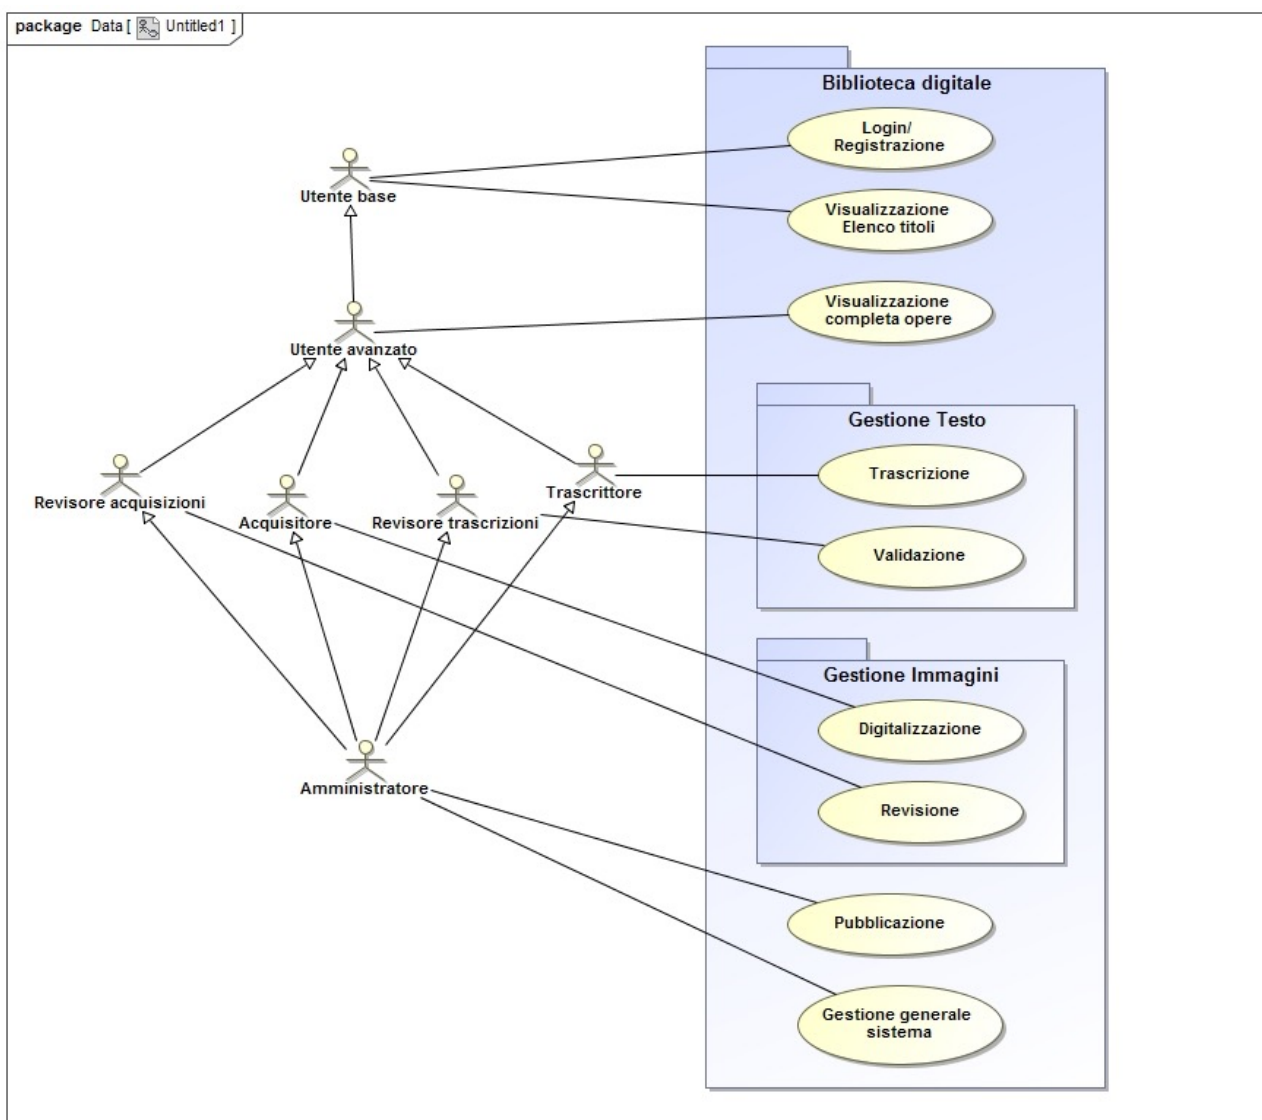 package Data [ Untitled1 ]
Biblioteca digitale
Login/
Registrazione
Utente base
Visualizzazione
Elenco titoli
Visualizzazione
completa opere
Utente avanzato
Gestione Testo
Trascrizione
Trascrittore
Revisore acquisizioni
Acquisitore
Revisore trascrizioni
Validazione
Gestione Immagini
Digitalizzazione
Amministratore
Revisione
Pubblicazione
Gestione generale
sistema